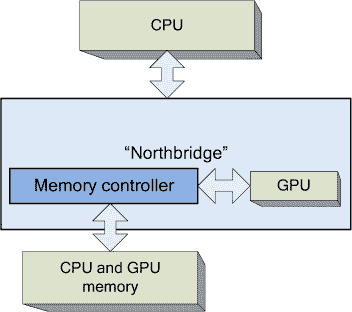 CPU
“Northbridge”
Memory controller
GPU
CPU and GPU
memory